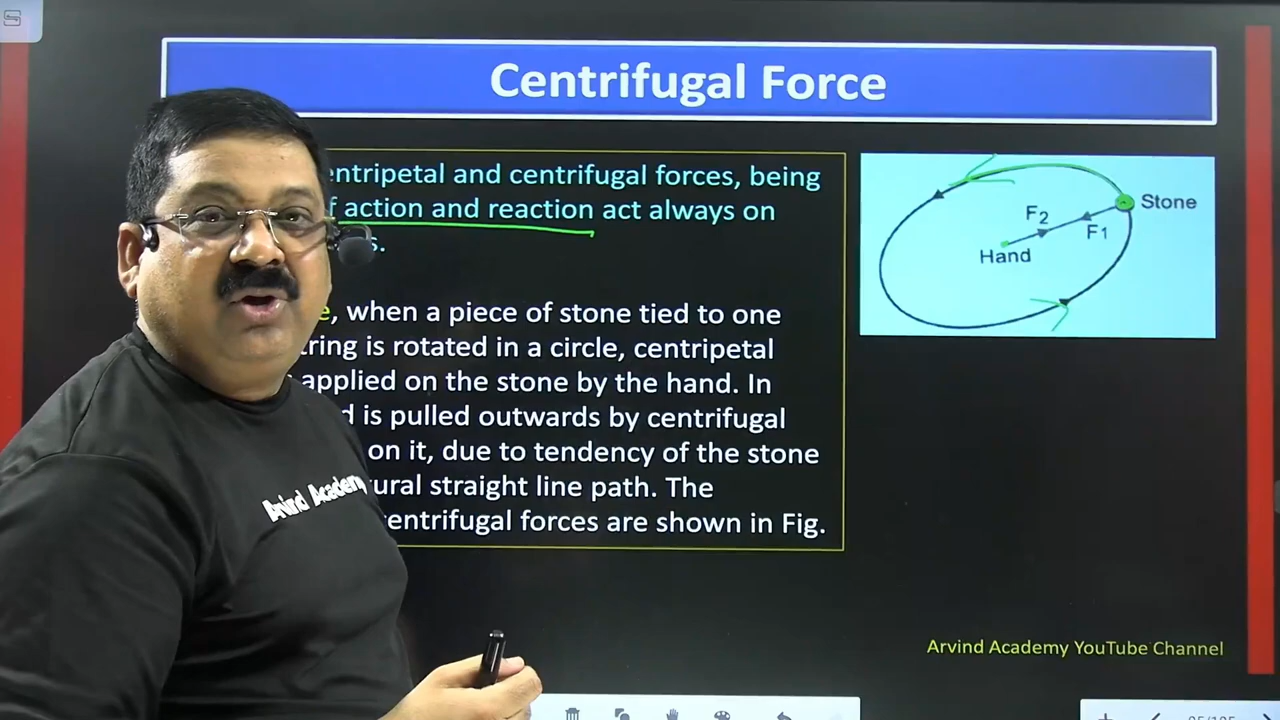 Centrifugal Force
entripetal and centrifugal forces, being
f action and reaction act always on
s.
e, when a piece of stone tied to one
tring is rotated in a circle, centripetal
applied on the stone by the hand. In
d is pulled outwards by centrifugal
on it, due to tendency of the stone
ural straight line path. The
entrifugal forces are shown in Fig.
Stone
F2
F1
Hand
Arvind Academy
Arvind Academy YouTube Channel